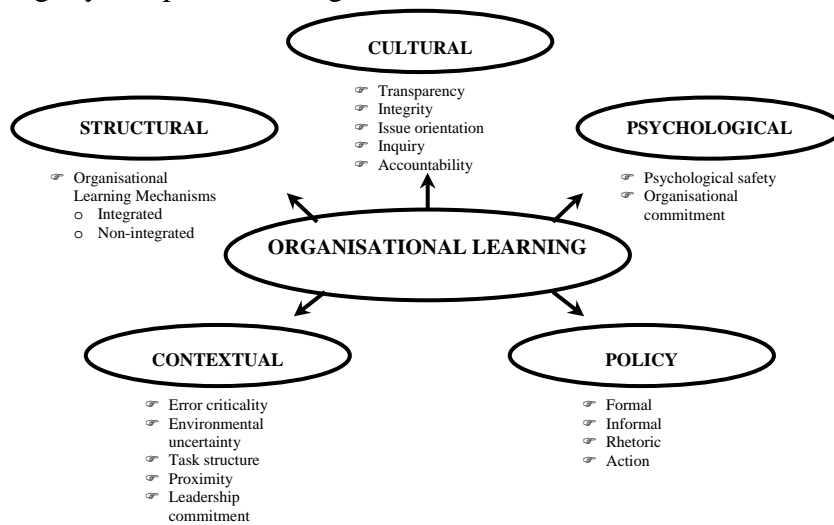 CULTURAL
☞ Transparency
☞ Integrity
☞ Issue orientation
☞ Inquiry
☞ Accountability
STRUCTURAL
☞ Organisational
Learning Mechanisms
o Integrated
o Non-integrated
PSYCHOLOGICAL
☞ Psychological safety
☞ Organisational
commitment
ORGANISATIONAL LEARNING
CONTEXTUAL
☞ Error criticality
☞ Environmental
uncertainty
☞ Task structure
☞ Proximity
☞ Leadership
commitment
POLICY
☞ Formal
☞ Informal
☞ Rhetoric
☞ Action